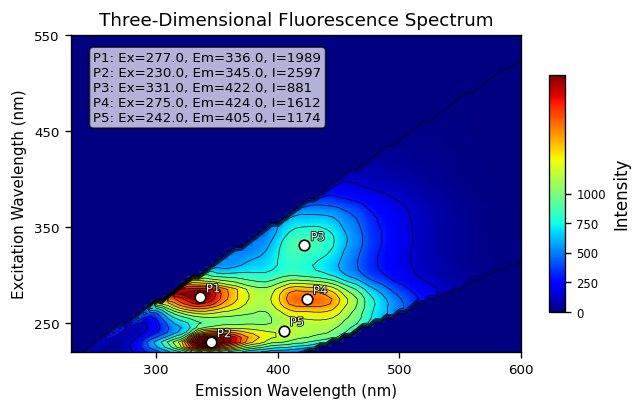 Three-Dimensional Fluorescence Spectrum
P1: Ex=277.0, Em=336.0, I=1989
P2: Ex=230.0, Em=345.0, I=2597
P3: Ex=331.0, Em=422.0, I=881
P4: Ex=275.0, Em=424.0, I=1612
P5: Ex=242.0, Em=405.0, I=1174
550
450
350
250
Excitation Wavelength (nm)
P3
P1
P4
P5
P2
300
400
500
600
Emission Wavelength (nm)
1000
750
500
250
0
Intensity